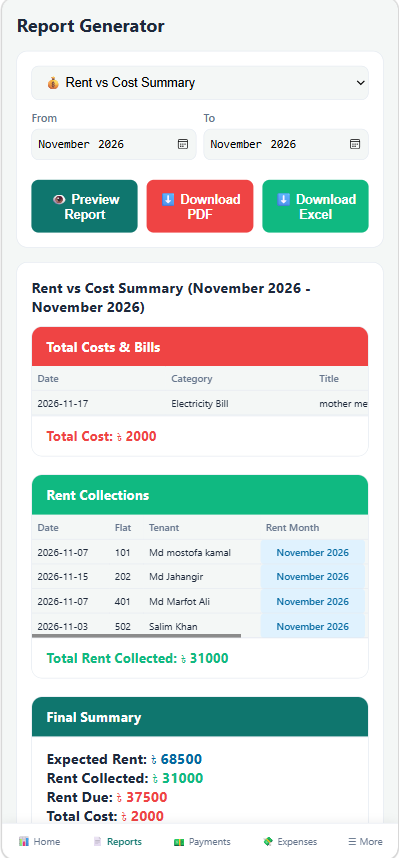 Report Generator
💰 Rent vs Cost Summary
From To
November 2026 November 2026
👁️ Preview Report
⬇️ Download PDF
⬇️ Download Excel
Rent vs Cost Summary (November 2026 -
November 2026)
Total Costs & Bills
Date Category Title
2026-11-17 Electricity Bill mother me
Total Cost: ৳ 2000
Rent Collections
Date Flat Tenant Rent Month
2026-11-07 101 Md mostofa kamal November 2026
2026-11-15 202 Md Jahangir November 2026
2026-11-07 401 Md Marfot Ali November 2026
2026-11-03 502 Salim Khan November 2026
Total Rent Collected: ৳ 31000
Final Summary
Expected Rent: ৳ 68500
Rent Collected: ৳ 31000
Rent Due: ৳ 37500
Total Cost: ৳ 2000
📊 Home 🧾 Reports 💵 Payments 💸 Expenses ☰ More